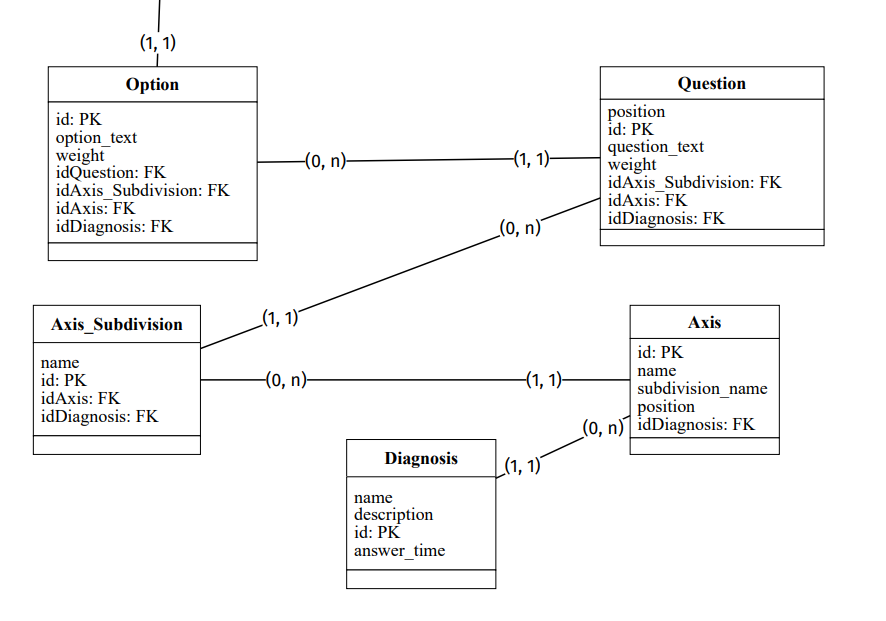 (1, 1)
Option
id: PK
option_text
weight
idQuestion: FK
idAxis_Subdivision: FK
idAxis: FK
idDiagnosis: FK
(0, n)
(1, 1)
Question
position
id: PK
question_text
weight
idAxis_Subdivision: FK
idAxis: FK
idDiagnosis: FK
(0, n)
(1, 1)
Axis_Subdivision
name
id: PK
idAxis: FK
idDiagnosis: FK
(0, n)
(1, 1)
Axis
id: PK
name
subdivision_name
position
idDiagnosis: FK
(0, n)
(1, 1)
Diagnosis
name
description
id: PK
answer_time